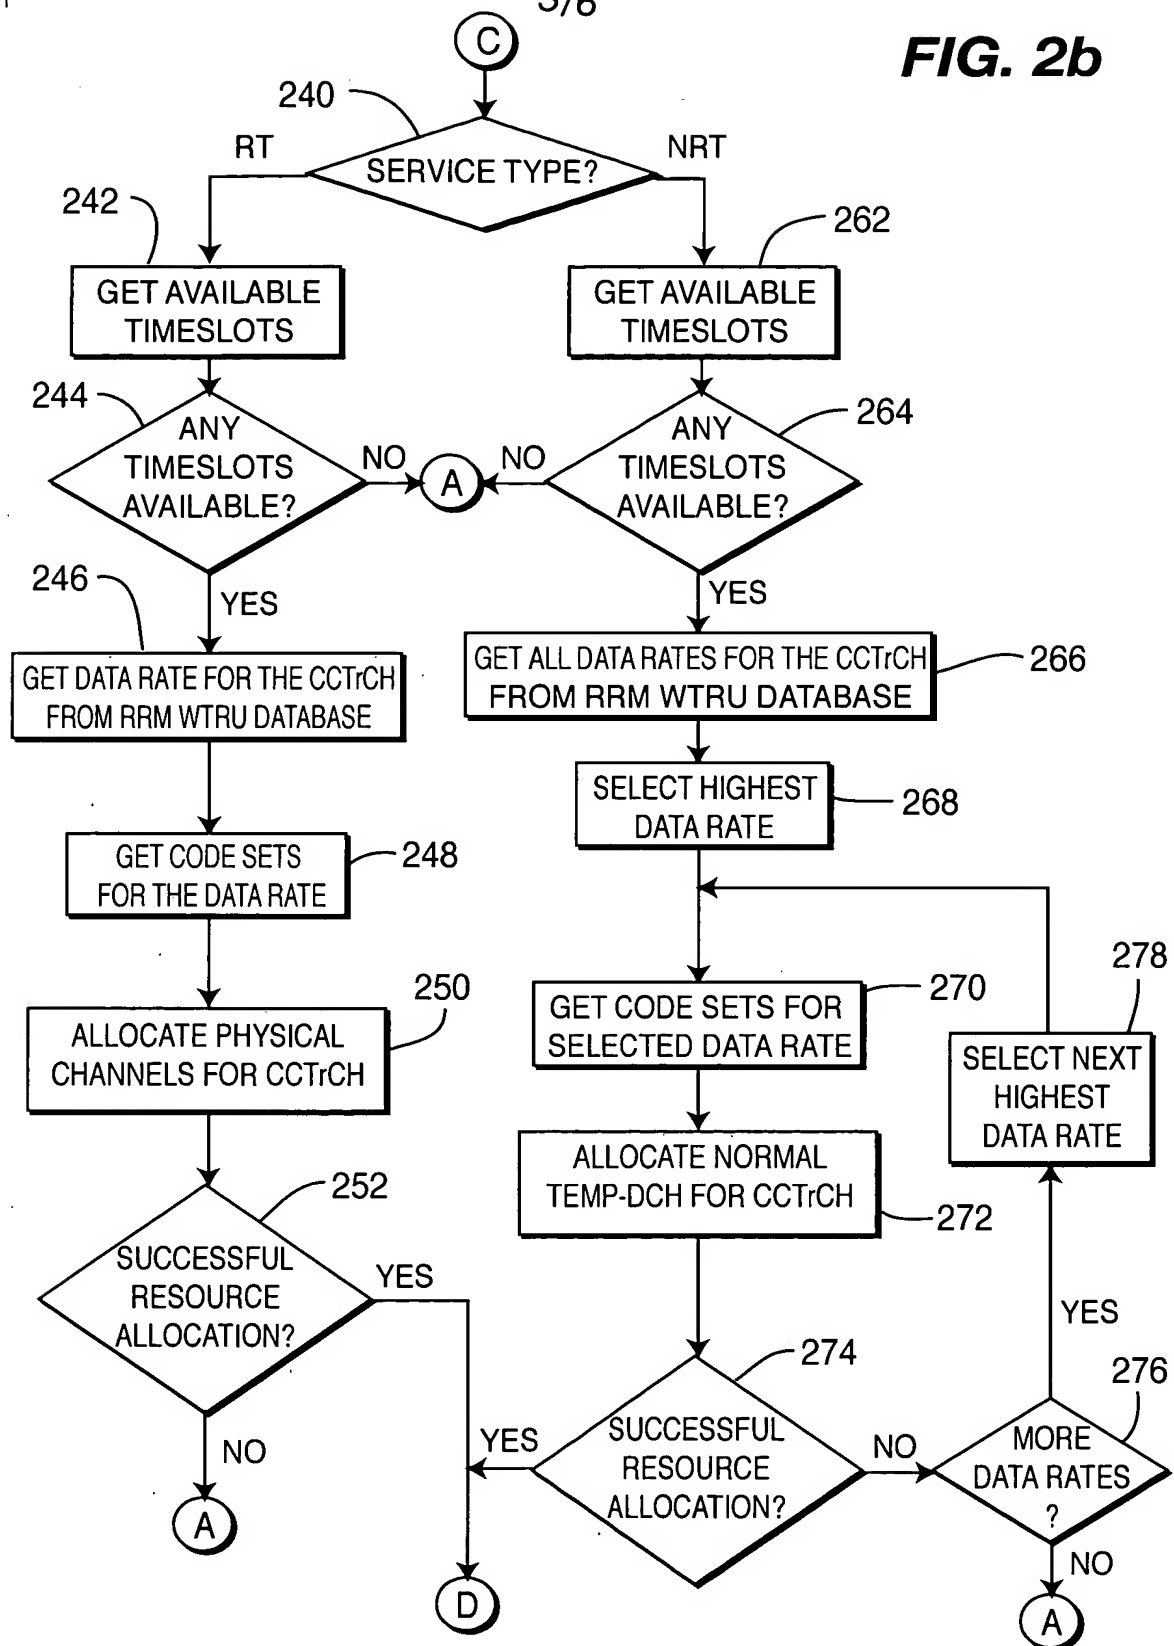 3/6
C
FIG. 2b
240
RT
SERVICE TYPE?
NRT
242
262
GET AVAILABLE
TIMESLOTS
GET AVAILABLE
TIMESLOTS
244
264
ANY
TIMESLOTS
AVAILABLE?
NO
A
NO
ANY
TIMESLOTS
AVAILABLE?
246
YES
YES
GET DATA RATE FOR THE CCTrCH
FROM RRM WTRU DATABASE
GET ALL DATA RATES FOR THE CCTrCH
FROM RRM WTRU DATABASE
266
SELECT HIGHEST
DATA RATE
268
GET CODE SETS
FOR THE DATA RATE
248
250
270
278
ALLOCATE PHYSICAL
CHANNELS FOR CCTrCH
GET CODE SETS FOR
SELECTED DATA RATE
SELECT NEXT
HIGHEST
DATA RATE
ALLOCATE NORMAL
TEMP-DCH FOR CCTrCH
272
252
SUCCESSFUL
RESOURCE
ALLOCATION?
YES
YES
274
276
SUCCESSFUL
RESOURCE
ALLOCATION?
YES
NO
MORE
DATA RATES
?
NO
NO
A
D
A